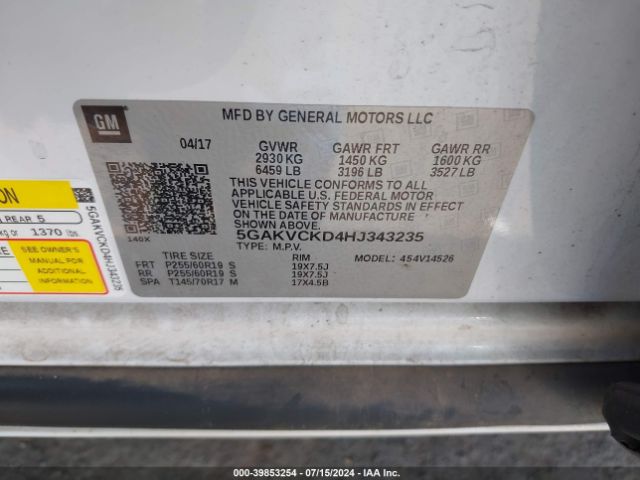 GM
MFD BY GENERAL MOTORS LLC
04/17 GVWR GAWR FRT GAWR RR
2930 KG 1450 KG 1600 KG
6459 LB 3196 LB 3527 LB
THIS VEHICLE CONFORMS TO ALL
APPLICABLE U.S. FEDERAL MOTOR
VEHICLE SAFETY STANDARDS IN
EFFECT ON THE DATE OF MANUFACTURE
SHOWN ABOVE.
140X 5GAKVCKD4HJ343235
TYPE: M.P.V.
TIRE SIZE RIM MODEL: 454V14526
FRT P255/60R19 S 19X7.5J
RR P255/60R19 S 19X7.5J
SPA T145/70R17 M 17X4.5B
ON
REAR 5
kg or 1370 lbs.
SEE OWNER'S
MANUAL FOR
ADDITIONAL
INFORMATION
5GAKVCKD4HJ343235
STOCK: 39853254 - 07/15/2024 - IAA Inc.